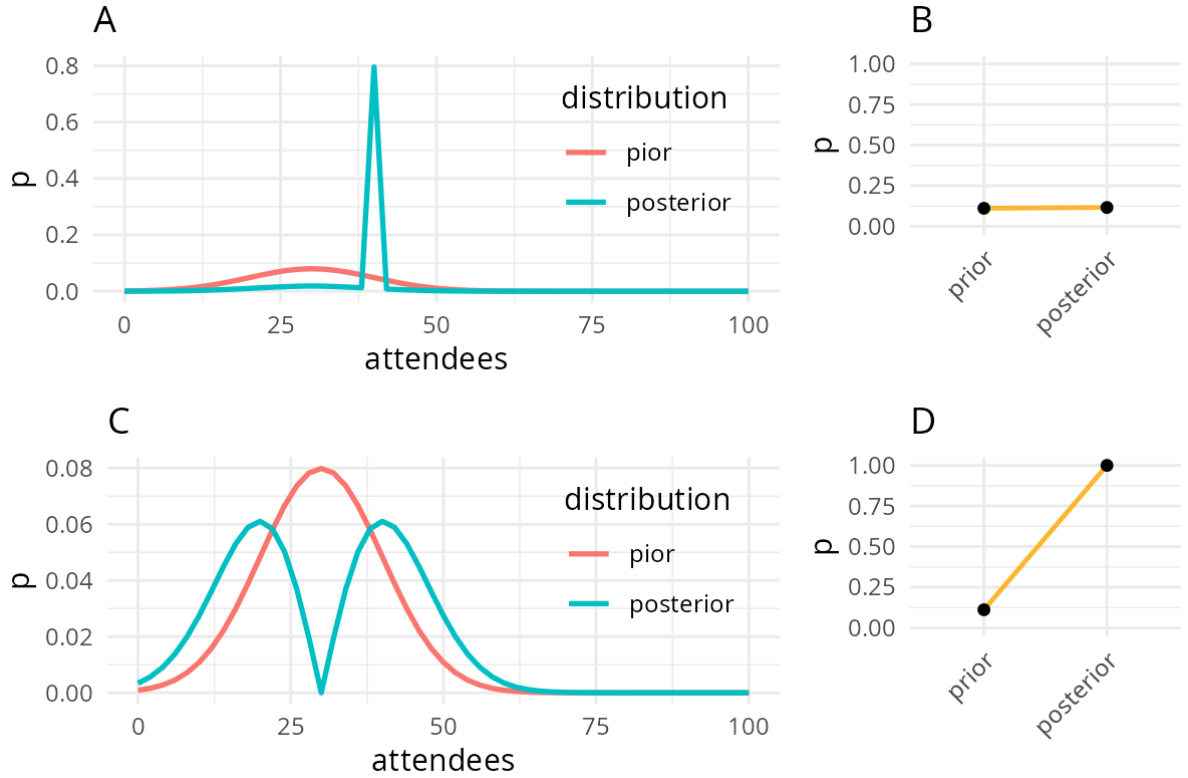 A
0.8
0.6
0.4
0.2
0.0
p
0 25 50 75 100
attendees
distribution
pior
posterior
B
1.00
0.75
0.50
0.25
0.00
p
prior
posterior
C
0.08
0.06
0.04
0.02
0.00
p
0 25 50 75 100
attendees
distribution
pior
posterior
D
1.00
0.75
0.50
0.25
0.00
p
prior
posterior